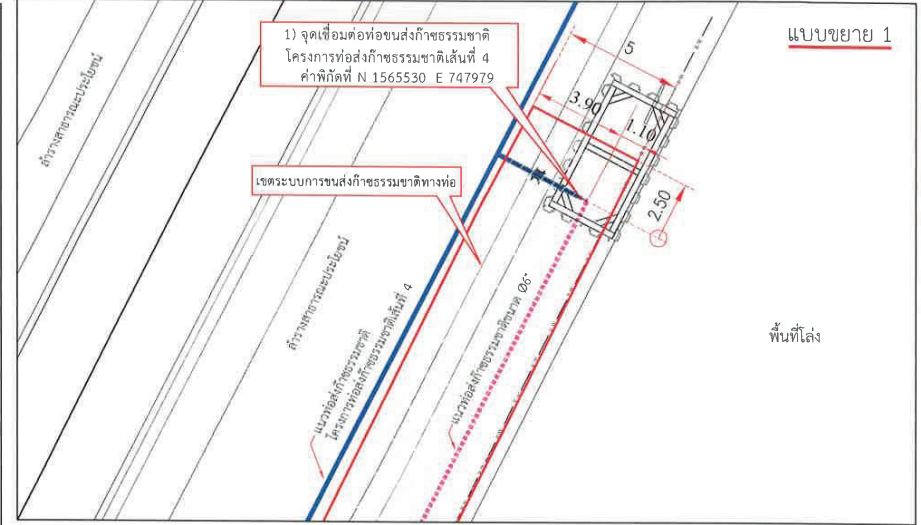 แบบขยาย 1
1) จุดเชื่อมต่อท่อขนส่งก๊าซธรรมชาติ
โครงการท่อส่งก๊าซธรรมชาติเส้นที่ 4
ค่าพิกัดที่ N 1565530 E 747979
5
3.90
1.10
2.50
ลำรางสาธารณะประโยชน์
เขตระบบการขนส่งก๊าซธรรมชาติทางท่อ
ลำรางสาธารณะประโยชน์
แนวท่อส่งก๊าซธรรมชาติ
โครงการท่อส่งก๊าซธรรมชาติเส้นที่ 4
แนวท่อส่งก๊าซธรรมชาติขนาด Ø6"
พื้นที่โล่ง